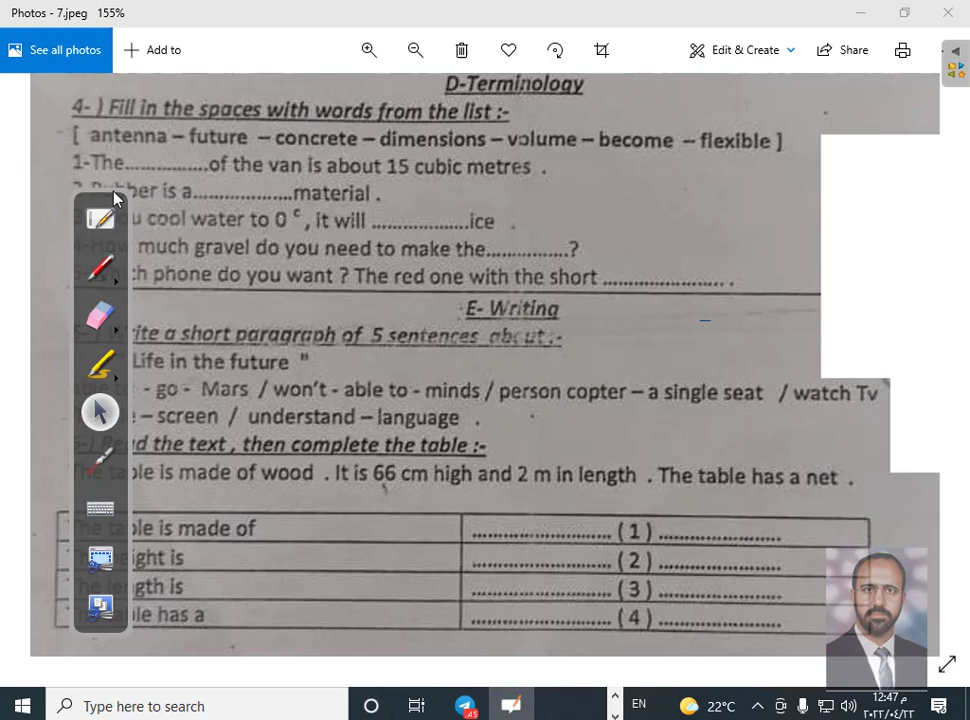 Photos - 7.jpeg 155%
See all photos
Add to
Edit & Create
Share
D-Terminology
4- ) Fill in the spaces with words from the list :-
[ antenna – future – concrete – dimensions – volume – become – flexible ]
1-The...............of the van is about 15 cubic metres .
is a...................material .
cool water to 0 c , it will ...................ice .
much gravel do you need to make the...............?
phone do you want ? The red one with the short ....................... .
E- Writing
a short paragraph of 5 sentences about :-
Life in the future "
- go - Mars / won't - able to - minds / person copter – a single seat / watch Tv
– screen / understand – language .
the text , then complete the table :-
is made of wood . It is 66 cm high and 2 m in length . The table has a net .
is made of .......................... ( 1 ) .......................
is .......................... ( 2 ) .......................
is .......................... ( 3 ) .......................
has a .......................... ( 4 ) .......................
Type here to search
45
EN
22°C
12:47 م
٢٠٢٢/٠٤/٢٣